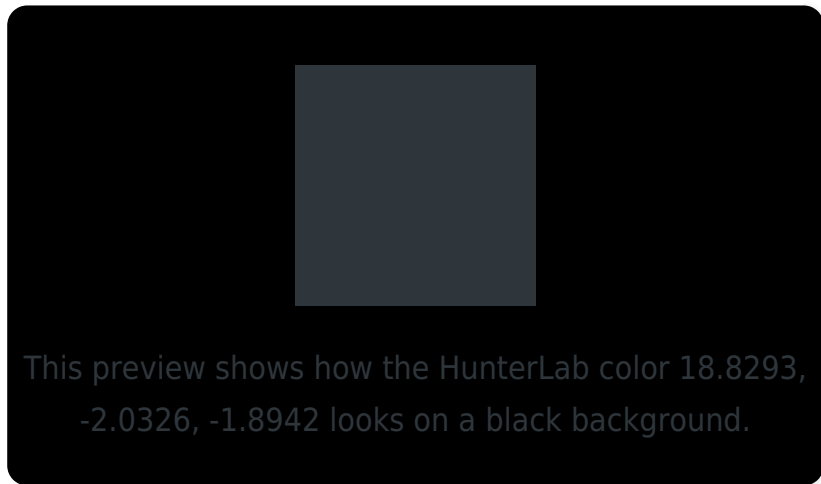 This preview shows how the HunterLab color 18.8293,
-2.0326, -1.8942 looks on a black background.